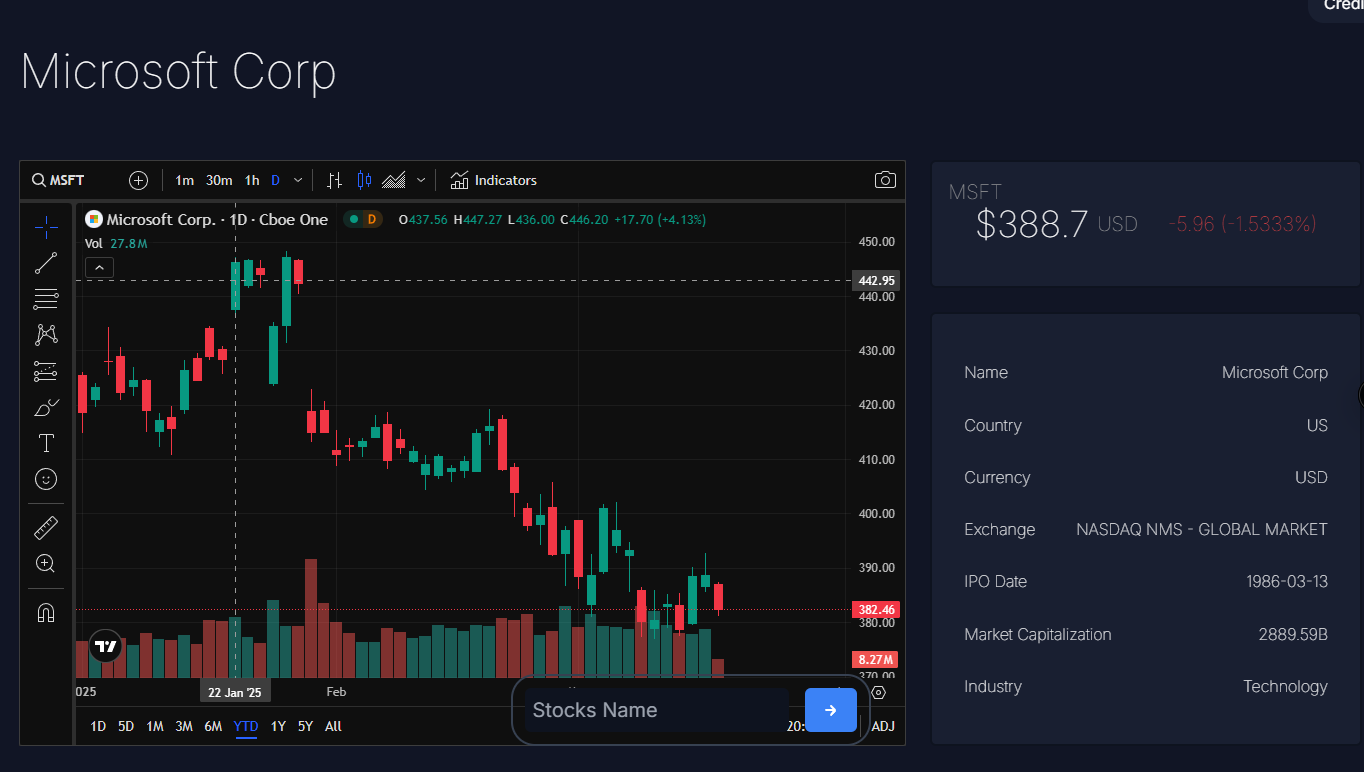 Credi
Microsoft Corp
MSFT 1m 30m 1h D Indicators
Microsoft Corp. · 1D · Cboe One D O437.56 H447.27 L436.00 C446.20 +17.70 (+4.13%)
Vol 27.8M
450.00
442.95
440.00
430.00
420.00
410.00
400.00
390.00
382.46
380.00
8.27M
370.00
025 22 Jan '25 Feb
1D 5D 1M 3M 6M YTD 1Y 5Y All 20: ADJ
Stocks Name
MSFT
$388.7 USD -5.96 (-1.5333%)
Name Microsoft Corp
Country US
Currency USD
Exchange NASDAQ NMS - GLOBAL MARKET
IPO Date 1986-03-13
Market Capitalization 2889.59B
Industry Technology